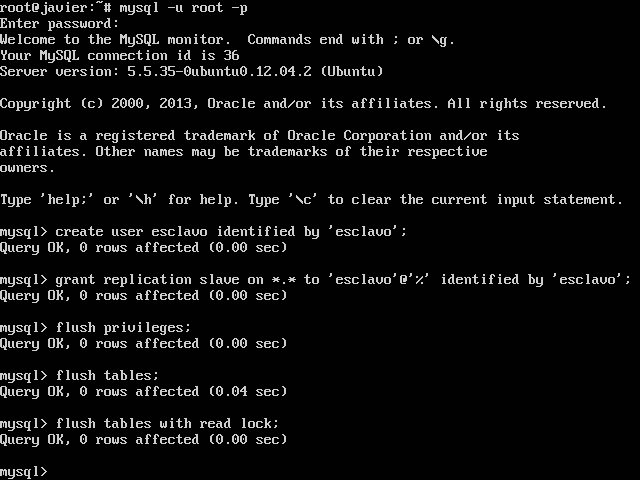 root@javier:~# mysql -u root -p
Enter password:
Welcome to the MySQL monitor.  Commands end with ; or \g.
Your MySQL connection id is 36
Server version: 5.5.35-0ubuntu0.12.04.2 (Ubuntu)
Copyright (c) 2000, 2013, Oracle and/or its affiliates. All rights reserved.
Oracle is a registered trademark of Oracle Corporation and/or its
affiliates. Other names may be trademarks of their respective
owners.
Type 'help;' or '\h' for help. Type '\c' to clear the current input statement.
mysql> create user esclavo identified by 'esclavo';
Query OK, 0 rows affected (0.00 sec)
mysql> grant replication slave on *.* to 'esclavo'@'%' identified by 'esclavo';
Query OK, 0 rows affected (0.00 sec)
mysql> flush privileges;
Query OK, 0 rows affected (0.00 sec)
mysql> flush tables;
Query OK, 0 rows affected (0.04 sec)
mysql> flush tables with read lock;
Query OK, 0 rows affected (0.00 sec)
mysql>